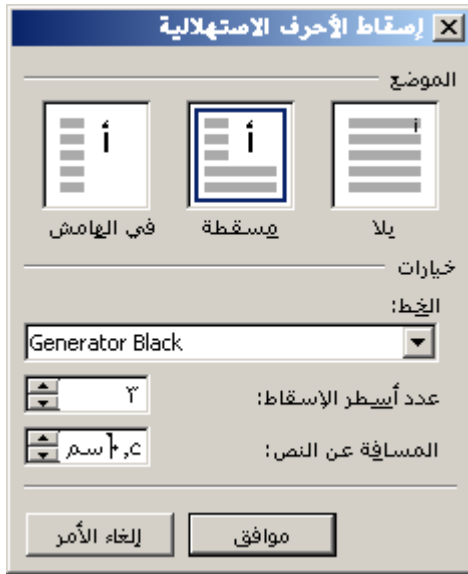 إسقاط الأحرف الاستهلالية
الموضع
أ
أ
أ
بلا
مسقطة
في الهامش
خيارات
الخط:
Generator Black
عدد أسطر الإسقاط:
٣
المسافة عن النص:
سم
موافق
إلغاء الأمر